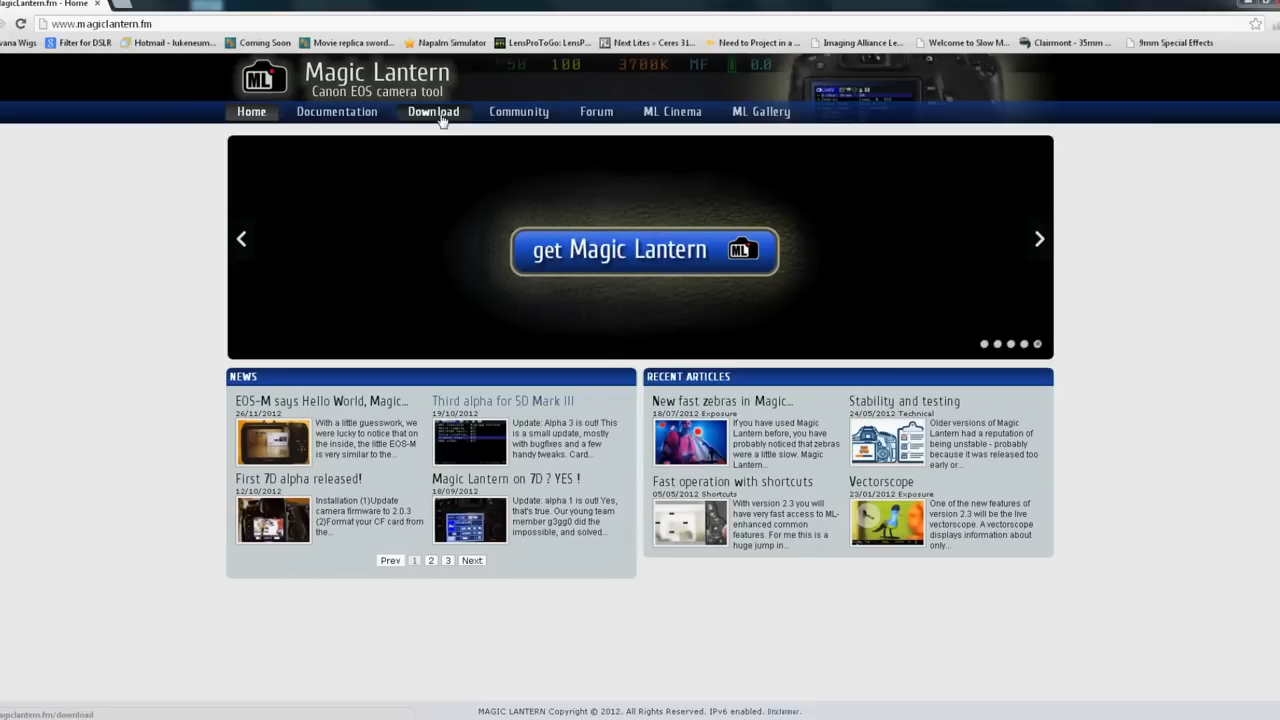 MagicLantern.fm - Home
www.magiclantern.fm
vana Wigs
Filter for DSLR
Hotmail - lukeneum...
Coming Soon
Movie replica sword...
Napalm Simulator
LensProToGo: LensP...
Next Lites » Ceres 31...
Need to Project in a ...
Imaging Alliance Le...
Welcome to Slow M...
Clairmont - 35mm ...
9mm Special Effects
50 100 3700K MF 0.0
ML
Magic Lantern
Canon EOS camera tool
Home Documentation Download Community Forum ML Cinema ML Gallery
get Magic Lantern ML
NEWS
EOS-M says Hello World, Magic...
26/11/2012
With a little guesswork, we
were lucky to notice that on
the inside, the little EOS-M
is very similar to the...
Third alpha for 5D Mark III
19/10/2012
Update: Alpha 3 is out! This
is a small update, mostly
with bugfixes and a few
handy tweaks. Card...
First 7D alpha released!
12/10/2012
Installation (1)Update
camera firmware to 2.0.3
(2)Format your CF card from
the...
Magic Lantern on 7D ? YES !
18/09/2012
Update: alpha 1 is out! Yes,
that's true. Our young team
member g3gg0 did the
impossible, and solved...
Prev 1 2 3 Next
RECENT ARTICLES
New fast zebras in Magic...
18/07/2012 Exposure
If you have used Magic
Lantern before, you have
probably noticed that zebras
were a little slow. Magic
Lantern...
Stability and testing
24/05/2012 Technical
Older versions of Magic
Lantern had a reputation of
being unstable - probably
because it was released too
early or...
Fast operation with shortcuts
05/05/2012 Shortcuts
With version 2.3 you will
have very fast access to ML-
enhanced common
features. For me this is a
huge jump in...
Vectorscope
23/01/2012 Exposure
One of the new features of
version 2.3 will be the live
vectorscope. A vectorscope
displays information about
only...
MAGIC LANTERN Copyright © 2012. All Rights Reserved. IPv6 enabled. Disclaimer.
agiclantern.fm/download